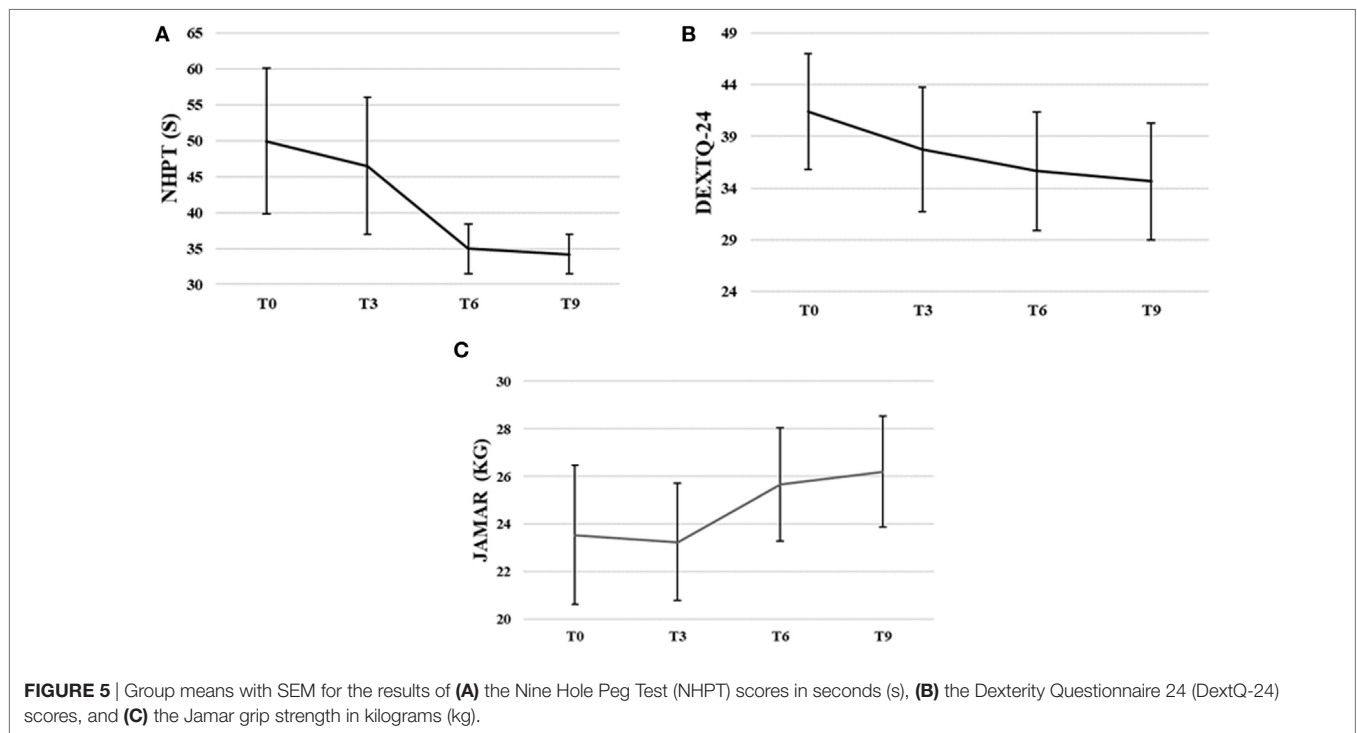 A
65
60
55
50
45
40
35
30
NHPT (S)
T0 T3 T6 T9
B
49
44
39
34
29
24
DEXTQ-24
T0 T3 T6 T9
C
30
28
26
24
22
20
JAMAR (KG)
T0 T3 T6 T9
FIGURE 5 | Group means with SEM for the results of (A) the Nine Hole Peg Test (NHPT) scores in seconds (s), (B) the Dexterity Questionnaire 24 (DextQ-24)
scores, and (C) the Jamar grip strength in kilograms (kg).